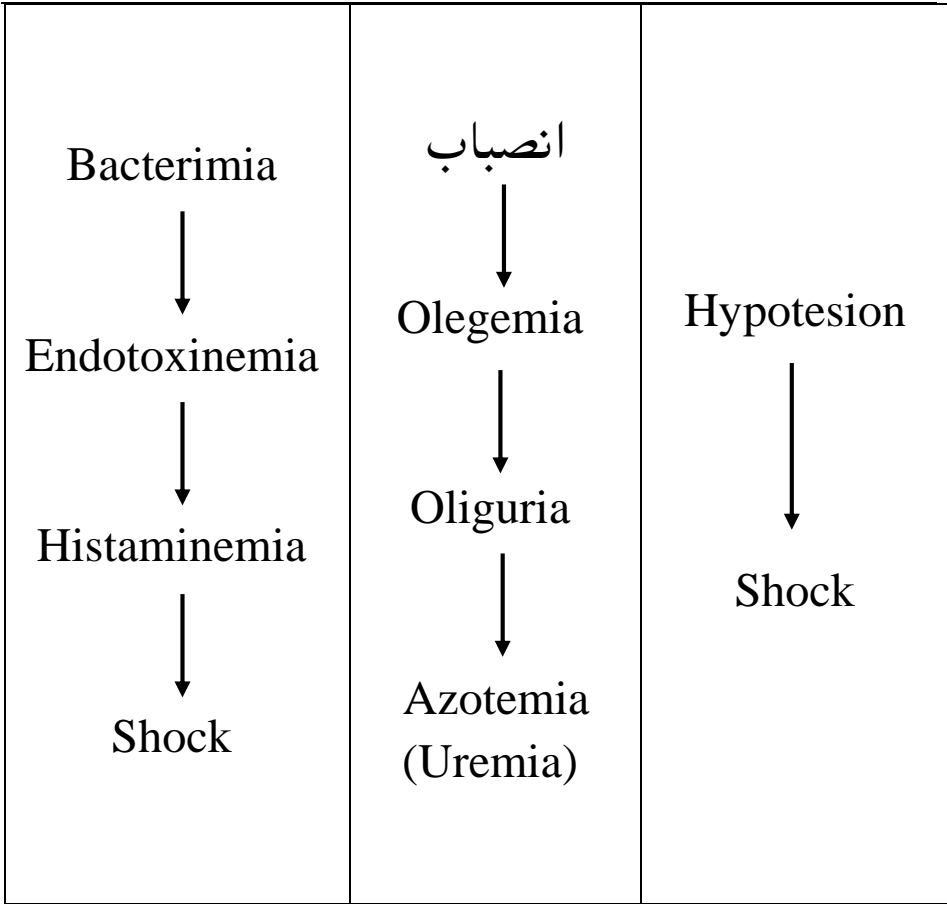 Bacterimia
Endotoxinemia
Histaminemia
Shock
انصباب
Olegemia
Oliguria
Azotemia
(Uremia)
Hypotesion
Shock